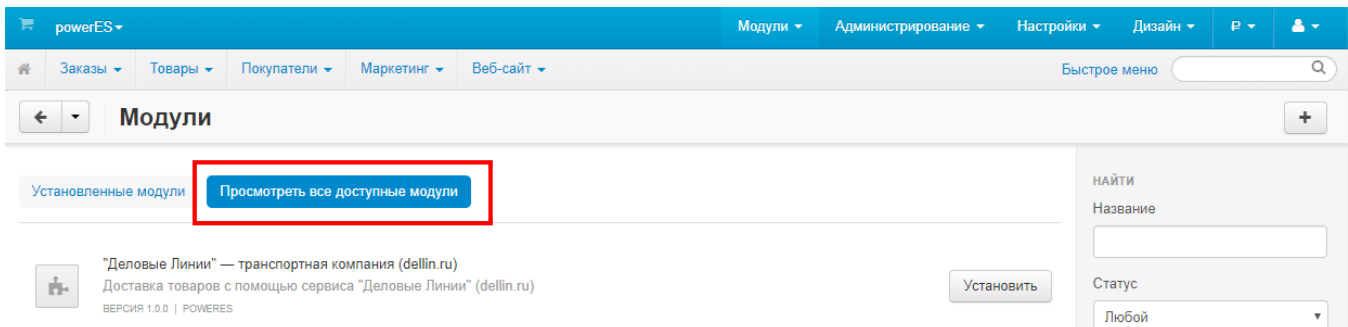 powerES Модули Администрирование Настройки Дизайн ₽
Заказы Товары Покупатели Маркетинг Веб-сайт Быстрое меню
Модули +
Установленные модули Просмотреть все доступные модули
НАЙТИ
Название
"Деловые Линии" — транспортная компания (dellin.ru)
Доставка товаров с помощью сервиса "Деловые Линии" (dellin.ru)
ВЕРСИЯ 1.0.0 | POWERES
Установить
Статус
Любой